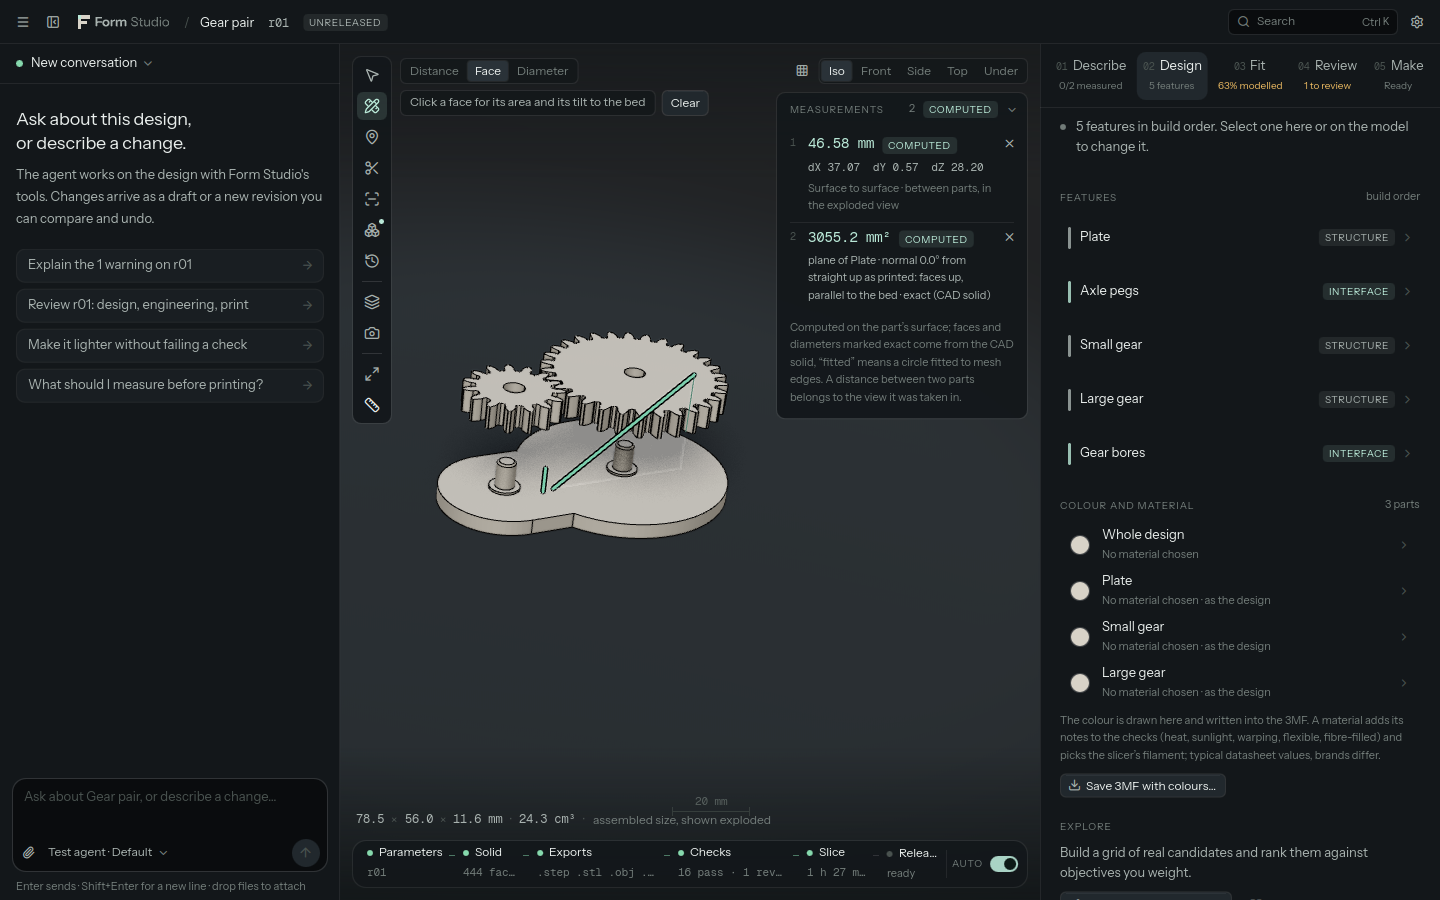 Form Studio / Gear pair r01 UNRELEASED
Search Ctrl K
New conversation
Ask about this design,
or describe a change.
The agent works on the design with Form Studio's
tools. Changes arrive as a draft or a new revision you
can compare and undo.
Explain the 1 warning on r01
Review r01: design, engineering, print
Make it lighter without failing a check
What should I measure before printing?
Ask about Gear pair, or describe a change...
Test agent · Default
Enter sends · Shift+Enter for a new line · drop files to attach
Distance Face Diameter
Click a face for its area and its tilt to the bed Clear
Iso Front Side Top Under
MEASUREMENTS 2 COMPUTED
1 46.58 mm COMPUTED
dX 37.07 dY 0.57 dZ 28.20
Surface to surface · between parts, in
the exploded view
2 3055.2 mm² COMPUTED
plane of Plate · normal 0.0° from
straight up as printed: faces up,
parallel to the bed · exact (CAD solid)
Computed on the part's surface; faces and
diameters marked exact come from the CAD
solid, "fitted" means a circle fitted to mesh
edges. A distance between two parts
belongs to the view it was taken in.
20 mm
78.5 × 56.0 × 11.6 mm · 24.3 cm³ · assembled size, shown exploded
Parameters Solid Exports Checks Slice Relea...
r01 444 fac... .step .stl .obj ... 16 pass · 1 rev... 1 h 27 m... ready
AUTO
01 Describe 02 Design 03 Fit 04 Review 05 Make
0/2 measured 5 features 63% modelled 1 to review Ready
5 features in build order. Select one here or on the model
to change it.
FEATURES build order
Plate STRUCTURE
Axle pegs INTERFACE
Small gear STRUCTURE
Large gear STRUCTURE
Gear bores INTERFACE
COLOUR AND MATERIAL 3 parts
Whole design
No material chosen
Plate
No material chosen · as the design
Small gear
No material chosen · as the design
Large gear
No material chosen · as the design
The colour is drawn here and written into the 3MF. A material adds its
notes to the checks (heat, sunlight, warping, flexible, fibre-filled) and
picks the slicer's filament; typical datasheet values, brands differ.
Save 3MF with colours...
EXPLORE
Build a grid of real candidates and rank them against
objectives you weight.